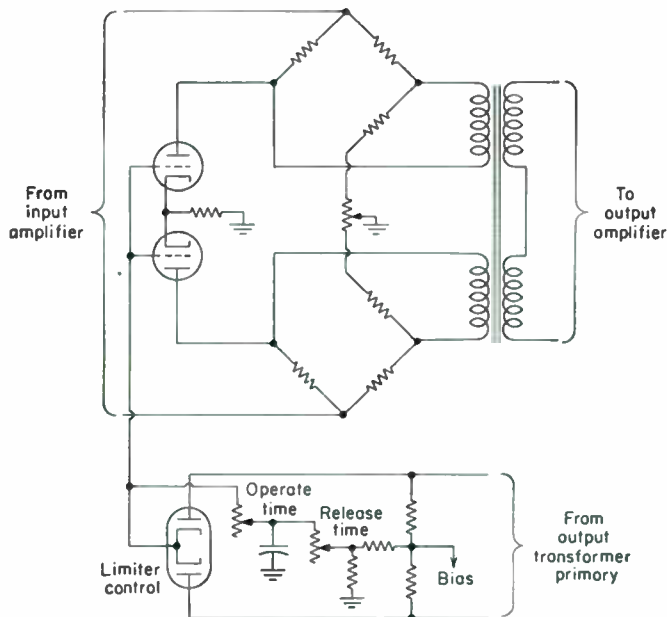 From
input
amplifier
To
output
amplifier
Operate
time
Release
time
Limiter
control
Bias
From
output
transformer
primary